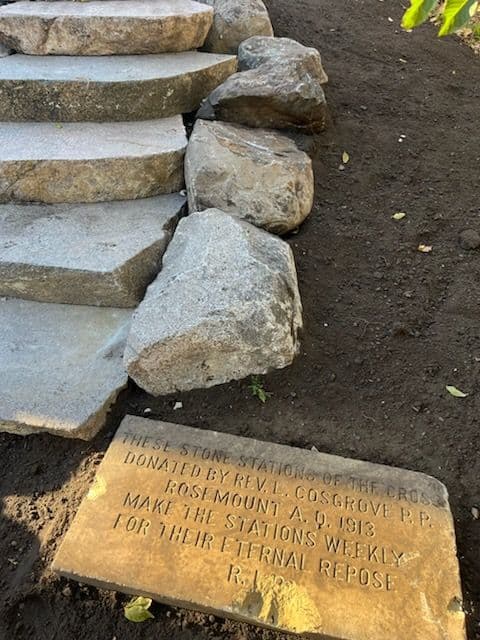 THESE STONE STATIONS OF THE CROSS
DONATED BY REV. L. COSGROVE P. P.
ROSEMOUNT A. D. 1913
MAKE THE STATIONS WEEKLY
FOR THEIR ETERNAL REPOSE
R. I.